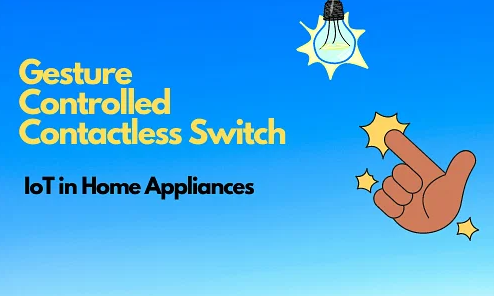 Gesture
Controlled
Contactless Switch
IoT in Home Appliances